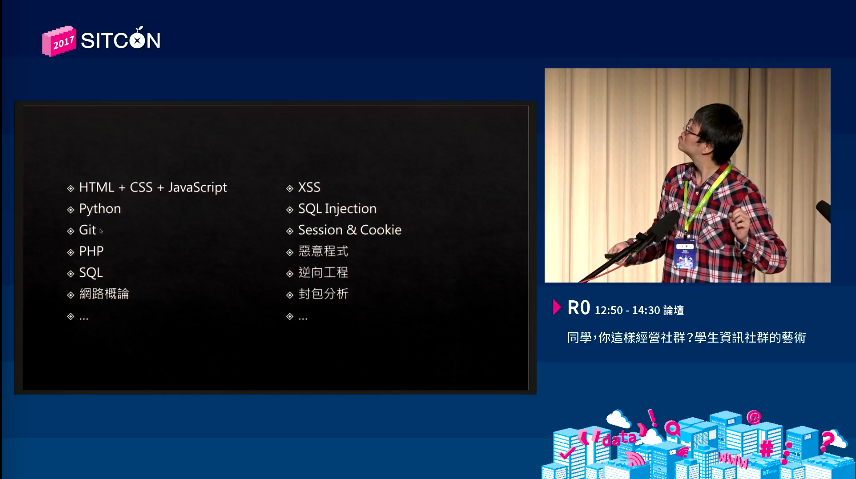 2017 SITCON
HTML + CSS + JavaScript
Python
Git
PHP
SQL
網路概論
...
XSS
SQL Injection
Session & Cookie
惡意程式
逆向工程
封包分析
...
R0 12:50 - 14:30 論壇
同學,你這樣經營社群?學生資訊社群的藝術
data
www